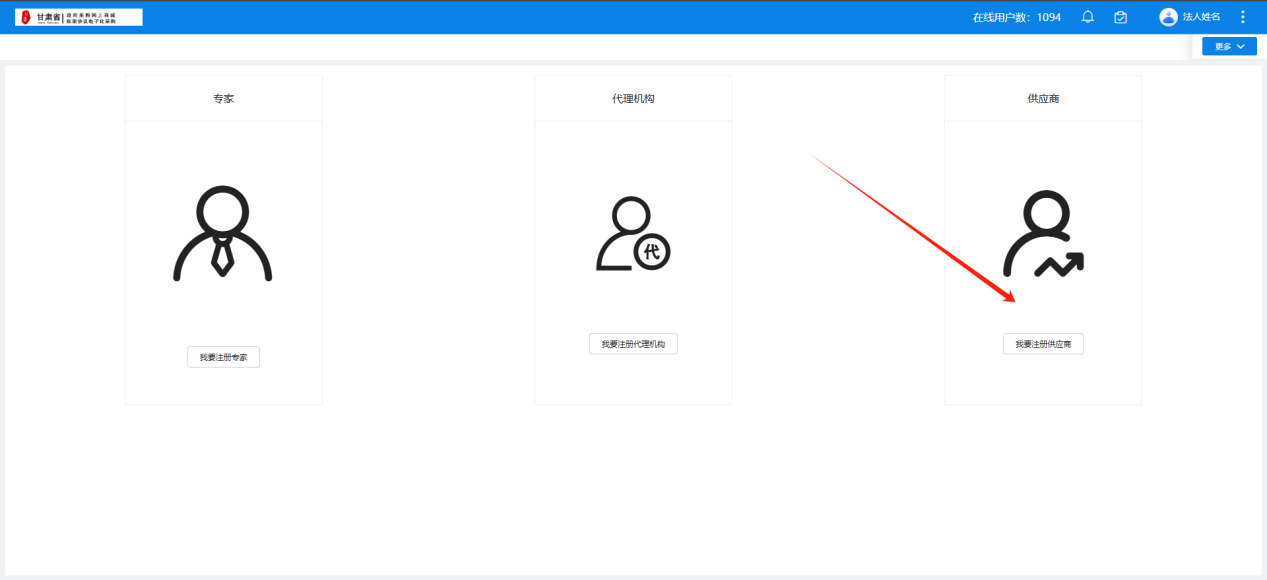 甘肃省 政府采购网上商城
框架协议电子化采购
在线用户数：1094
法人姓名
更多
专家
代理机构
供应商
代
我要注册专家
我要注册代理机构
我要注册供应商